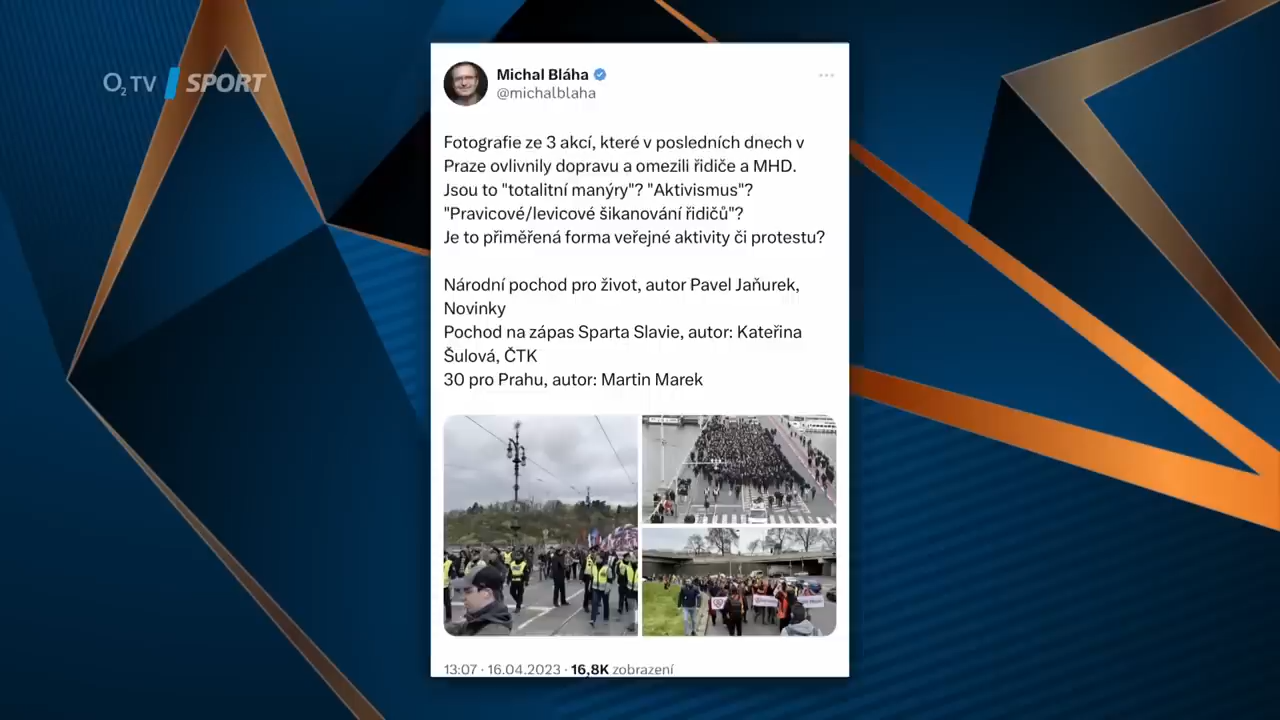 O2 TV SPORT
Michal Bláha
@michalblaha
Fotografie ze 3 akcí, které v posledních dnech v
Praze ovlivnily dopravu a omezili řidiče a MHD.
Jsou to "totalitní manýry"? "Aktivismus"?
"Pravicové/levicové šikanování řidičů"?
Je to přiměřená forma veřejné aktivity či protestu?
Národní pochod pro život, autor Pavel Jaňurek,
Novinky
Pochod na zápas Sparta Slavie, autor: Kateřina
Šulová, ČTK
30 pro Prahu, autor: Martin Marek
13:07 · 16.04.2023 · 16,8K zobrazení